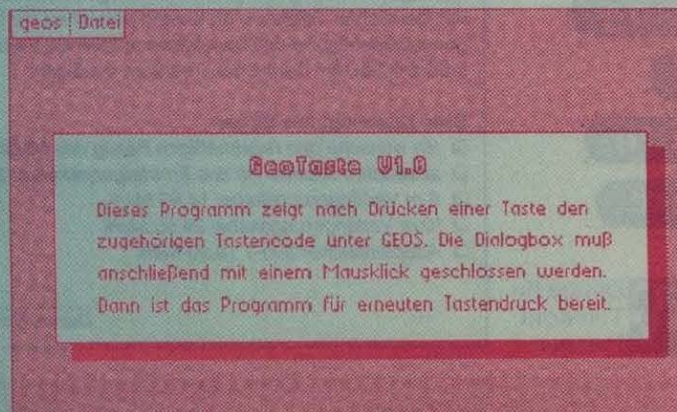 geos | Datei
GeoTaste V1.0
Dieses Programm zeigt nach Drücken einer Taste den
zugehörigen Tastencode unter GEOS. Die Dialogbox muß
anschließend mit einem Mausklick geschlossen werden.
Dann ist das Programm für erneuten Tastendruck bereit.